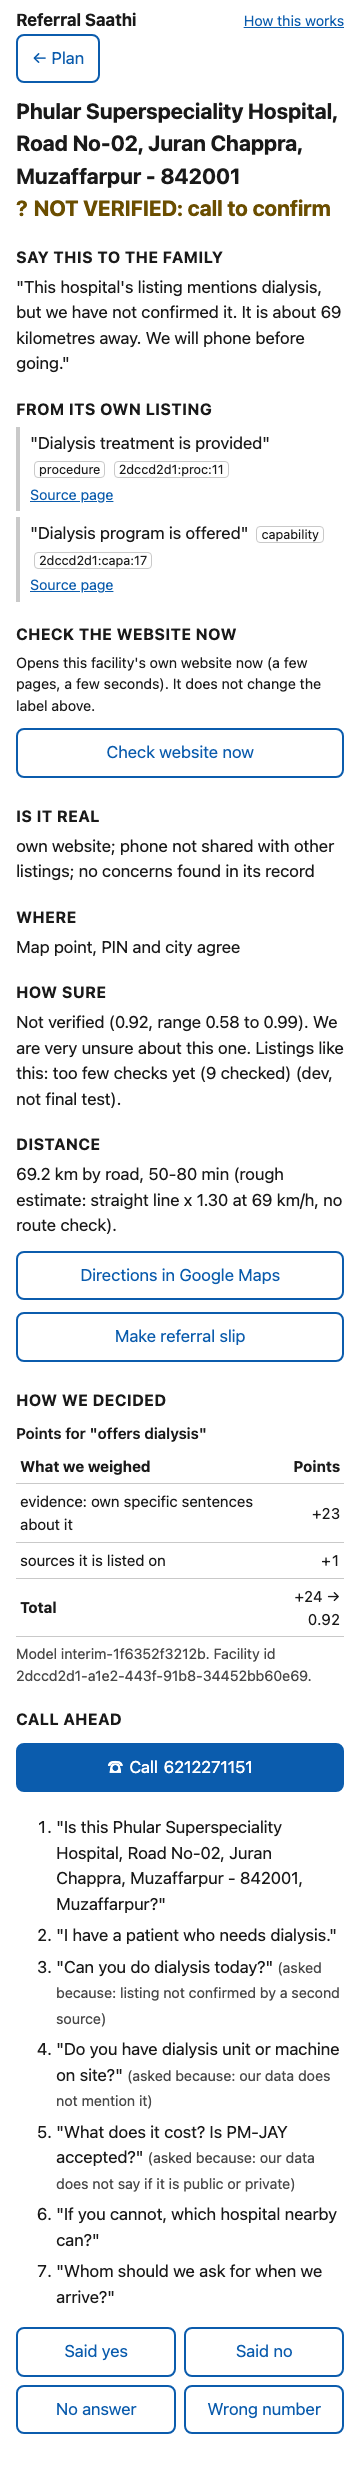 Referral Saathi How this works
← Plan
Phular Superspeciality Hospital,
Road No-02, Juran Chappra,
Muzaffarpur - 842001
? NOT VERIFIED: call to confirm
SAY THIS TO THE FAMILY
"This hospital's listing mentions dialysis,
but we have not confirmed it. It is about 69
kilometres away. We will phone before
going."
FROM ITS OWN LISTING
"Dialysis treatment is provided"
procedure 2dccd2d1:proc:11
Source page
"Dialysis program is offered" capability
2dccd2d1:capa:17
Source page
CHECK THE WEBSITE NOW
Opens this facility's own website now (a few
pages, a few seconds). It does not change the
label above.
Check website now
IS IT REAL
own website; phone not shared with other
listings; no concerns found in its record
WHERE
Map point, PIN and city agree
HOW SURE
Not verified (0.92, range 0.58 to 0.99). We
are very unsure about this one. Listings like
this: too few checks yet (9 checked) (dev,
not final test).
DISTANCE
69.2 km by road, 50-80 min (rough
estimate: straight line x 1.30 at 69 km/h, no
route check).
Directions in Google Maps
Make referral slip
HOW WE DECIDED
Points for "offers dialysis"
What we weighed Points
evidence: own specific sentences
about it +23
sources it is listed on +1
Total +24 →
0.92
Model interim-1f6352f3212b. Facility id
2dccd2d1-a1e2-443f-91b8-34452bb60e69.
CALL AHEAD
☎ Call 6212271151
1. "Is this Phular Superspeciality
Hospital, Road No-02, Juran
Chappra, Muzaffarpur - 842001,
Muzaffarpur?"
2. "I have a patient who needs dialysis."
3. "Can you do dialysis today?" (asked
because: listing not confirmed by a second
source)
4. "Do you have dialysis unit or machine
on site?" (asked because: our data does
not mention it)
5. "What does it cost? Is PM-JAY
accepted?" (asked because: our data
does not say if it is public or private)
6. "If you cannot, which hospital nearby
can?"
7. "Whom should we ask for when we
arrive?"
Said yes Said no
No answer Wrong number